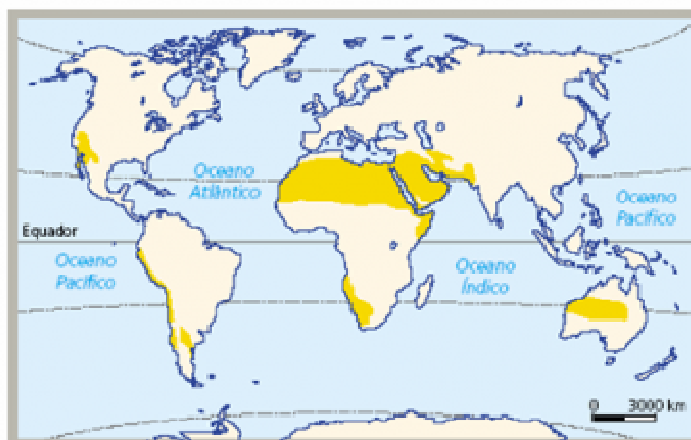 Oceano
Atlântico
Oceano
Pacífico
Equador
Oceano
Pacífico
Oceano
Índico
0 3000 km